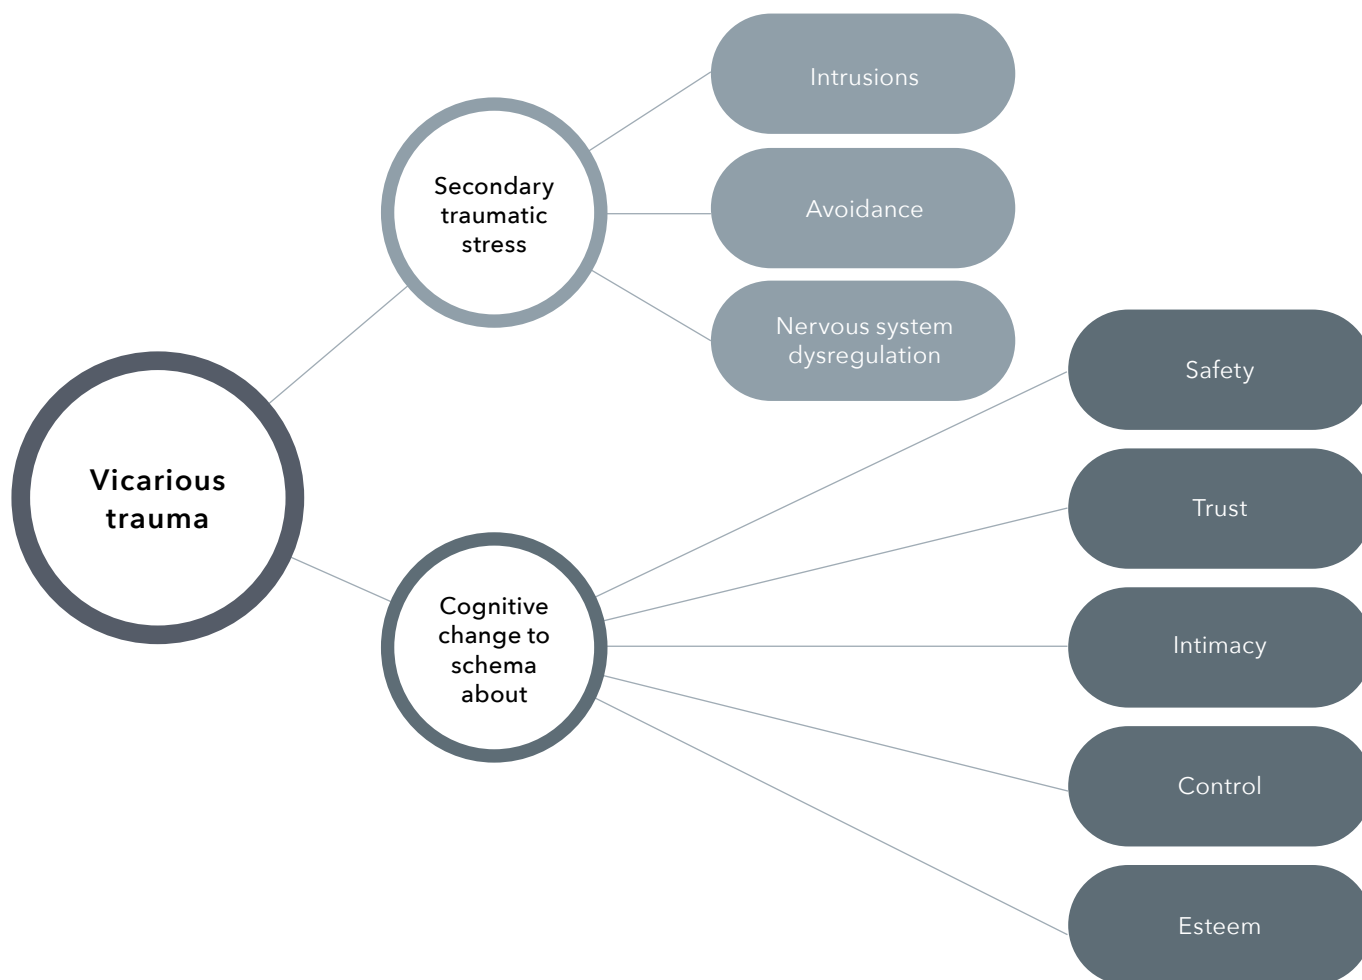 Vicarious
trauma
Secondary
traumatic
stress
Intrusions
Avoidance
Nervous system
dysregulation
Cognitive
change to
schema
about
Safety
Trust
Intimacy
Control
Esteem